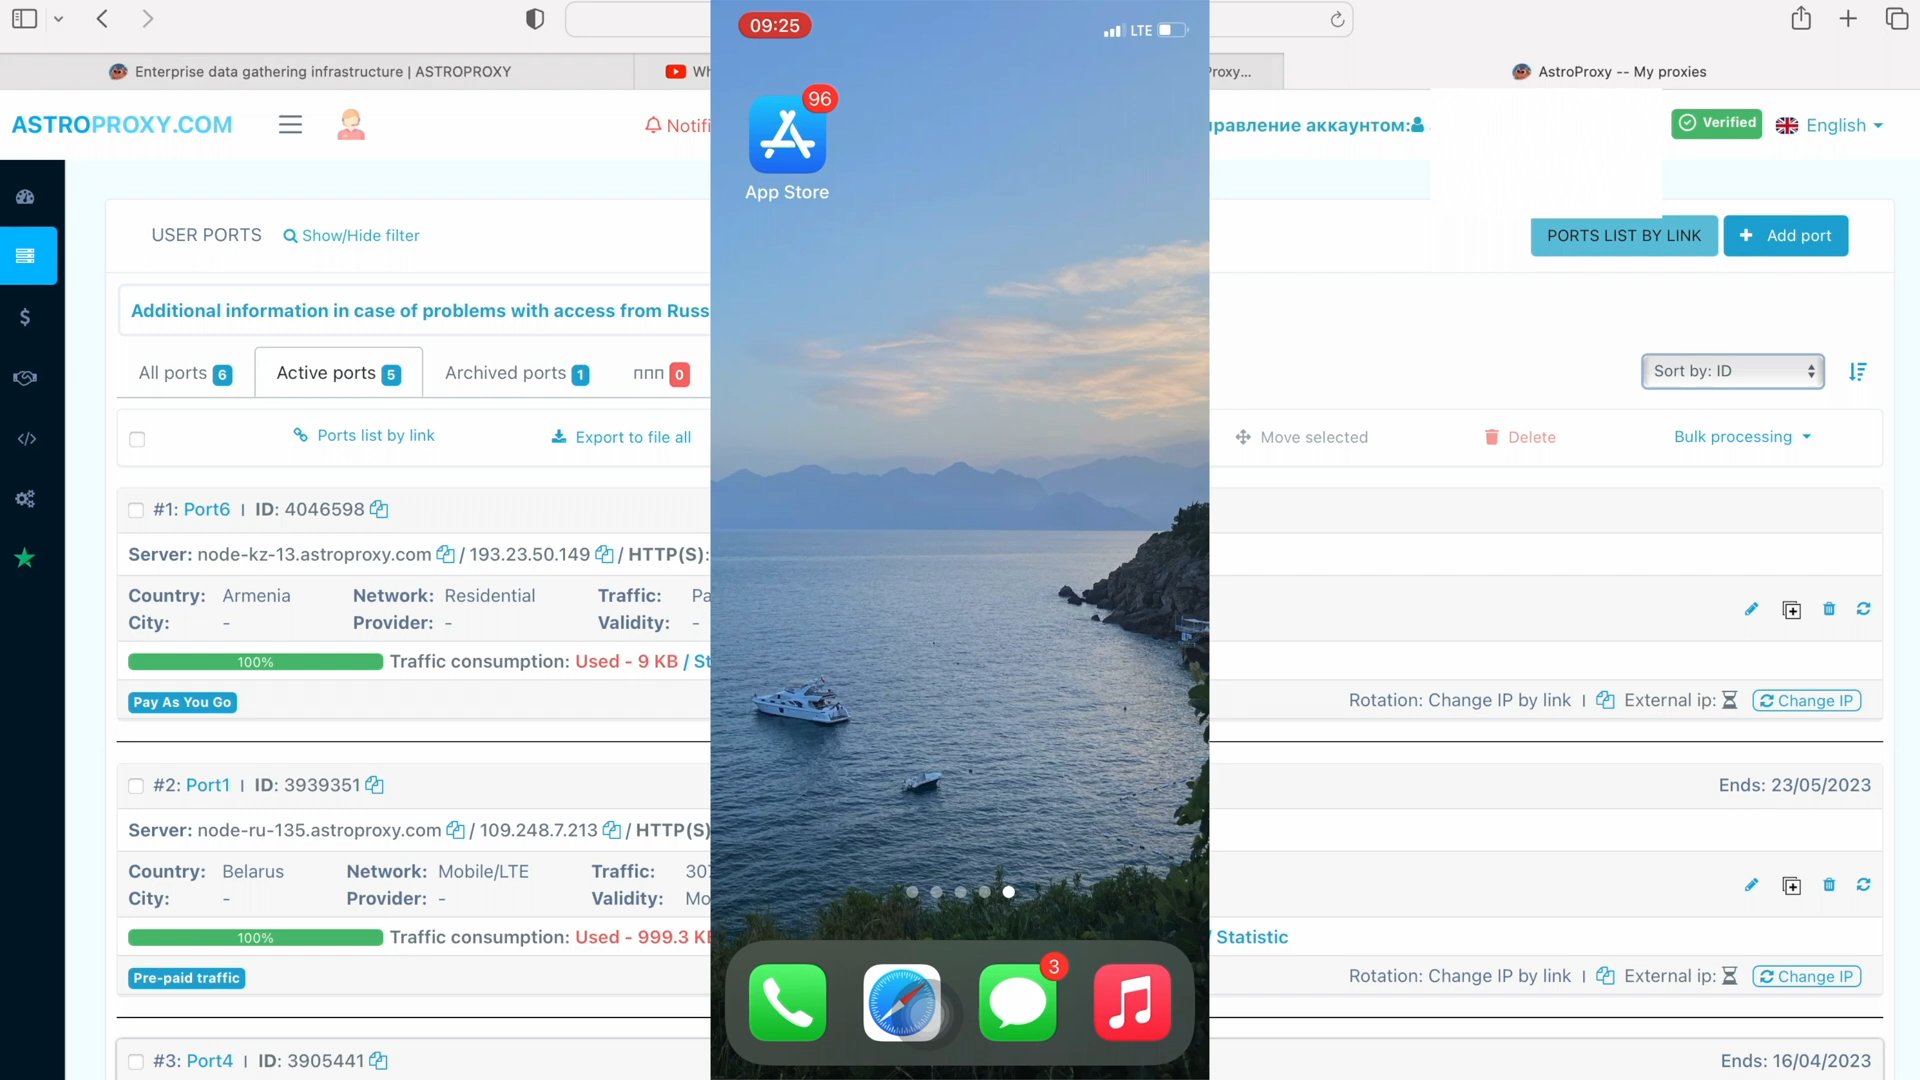 09:25
LTE
Enterprise data gathering infrastructure | ASTROPROXY
Wh
Proxy...
AstroProxy -- My proxies
96
App Store
ASTROPROXY.COM
Notifi
правление аккаунтом:
Verified
English
USER PORTS
Show/Hide filter
PORTS LIST BY LINK
+ Add port
Additional information in case of problems with access from Russ
All ports 6
Active ports 5
Archived ports 1
ппп 0
Sort by: ID
Ports list by link
Export to file all
Move selected
Delete
Bulk processing
#1: Port6 | ID: 4046598
Server: node-kz-13.astroproxy.com / 193.23.50.149 / HTTP(S):
Country: Armenia Network: Residential Traffic: Pa
City: - Provider: - Validity: -
100% Traffic consumption: Used - 9 KB / St
Pay As You Go
Rotation: Change IP by link | External ip: Change IP
#2: Port1 | ID: 3939351
Ends: 23/05/2023
Server: node-ru-135.astroproxy.com / 109.248.7.213 / HTTP(S)
Country: Belarus Network: Mobile/LTE Traffic: 307
City: - Provider: - Validity: Mo
100% Traffic consumption: Used - 999.3 KB
/ Statistic
Pre-paid traffic
Rotation: Change IP by link | External ip: Change IP
3
#3: Port4 | ID: 3905441
Ends: 16/04/2023